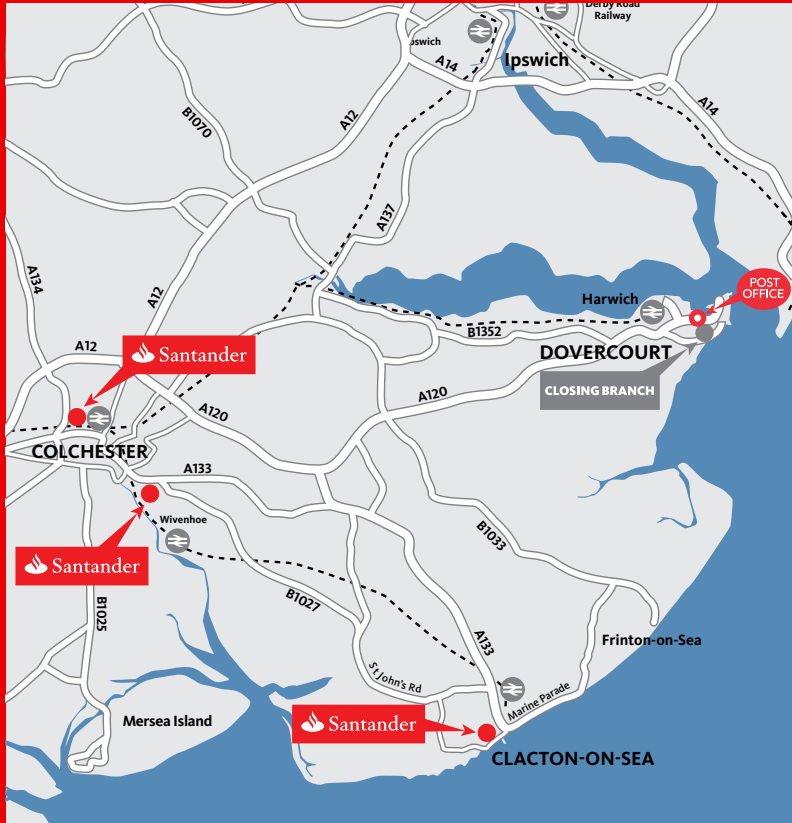 Derby Road
Railway
pswich
Ipswich
A14
A14
A12
B1070
A137
A134
A12
Harwich
POST
OFFICE
B1352
A12
Santander
DOVERCOURT
CLOSING BRANCH
A120
A120
COLCHESTER
A133
Wivenhoe
Santander
B1033
B1027
B1025
A133
Frinton-on-Sea
St John's Rd
Marine Parade
Mersea Island
Santander
CLACTON-ON-SEA